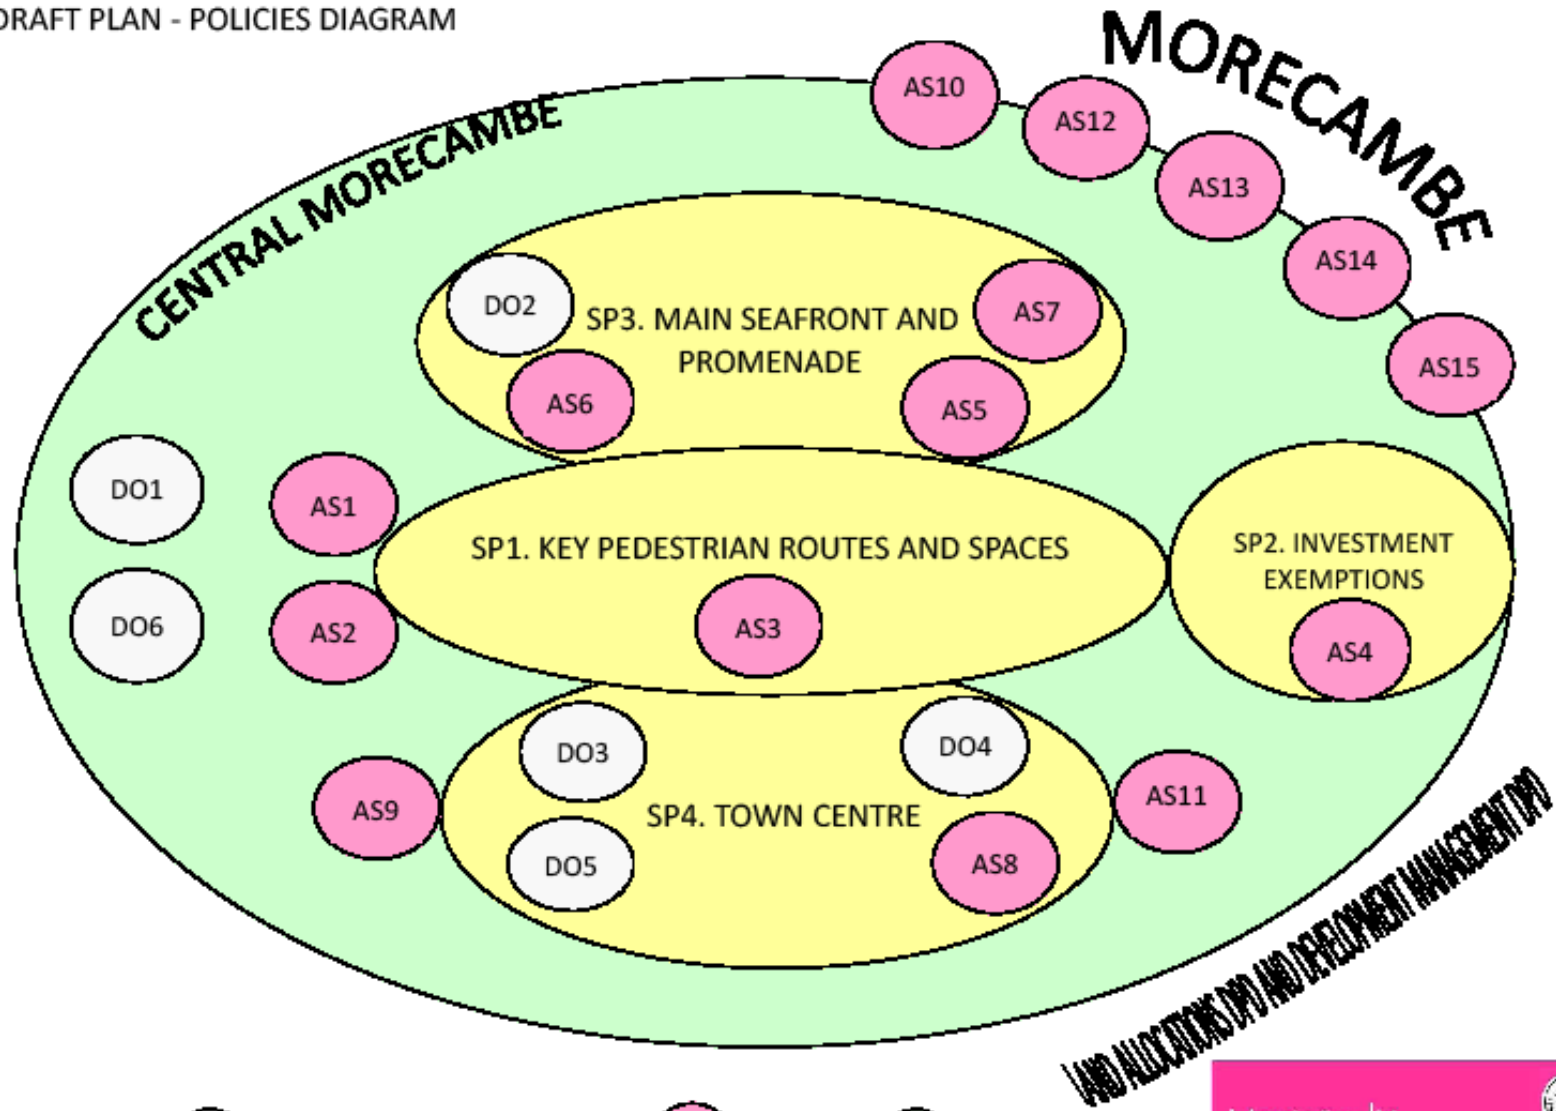 DRAFT PLAN - POLICIES DIAGRAM
MORECAMBE
CENTRAL MORECAMBE
AS10
AS12
AS13
AS14
AS15
DO2
SP3. MAIN SEAFRONT AND
PROMENADE
AS7
AS6
AS5
DO1
AS1
SP1. KEY PEDESTRIAN ROUTES AND SPACES
SP2. INVESTMENT
EXEMPTIONS
DO6
AS2
AS3
AS4
DO3
DO4
AS9
SP4. TOWN CENTRE
AS11
DO5
AS8
LAND ALLOCATIONS DPD AND DEVELOPMENT MANAGEMENT DPD